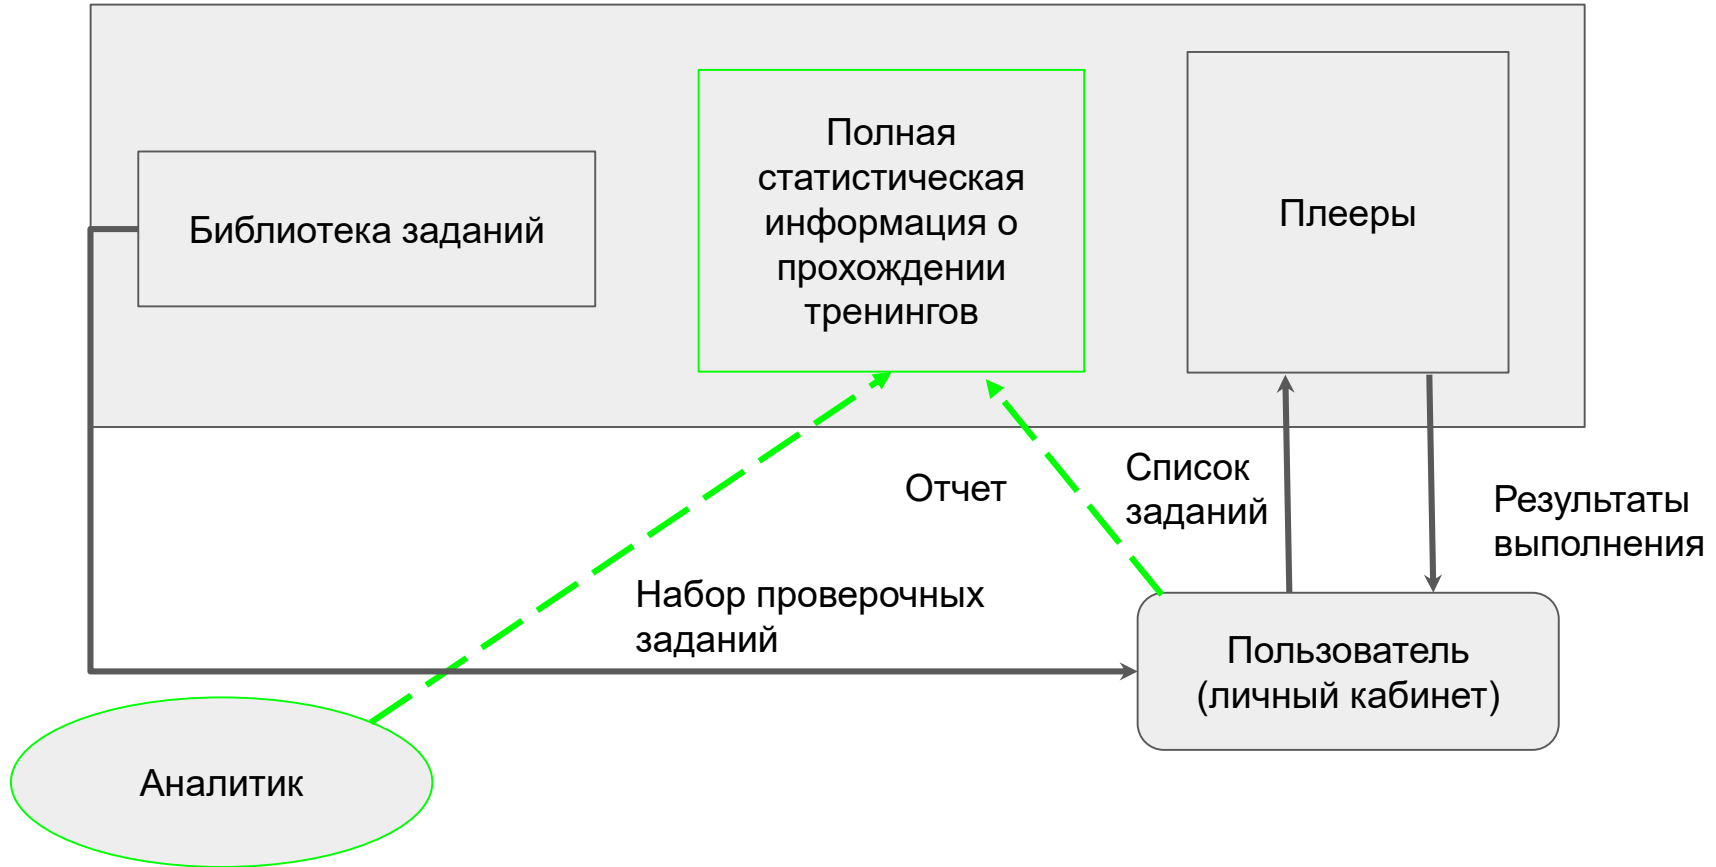 Библиотека заданий
Полная
статистическая
информация о
прохождении
тренингов
Плееры
Отчет
Список
заданий
Результаты
выполнения
Набор проверочных
заданий
Пользователь
(личный кабинет)
Аналитик